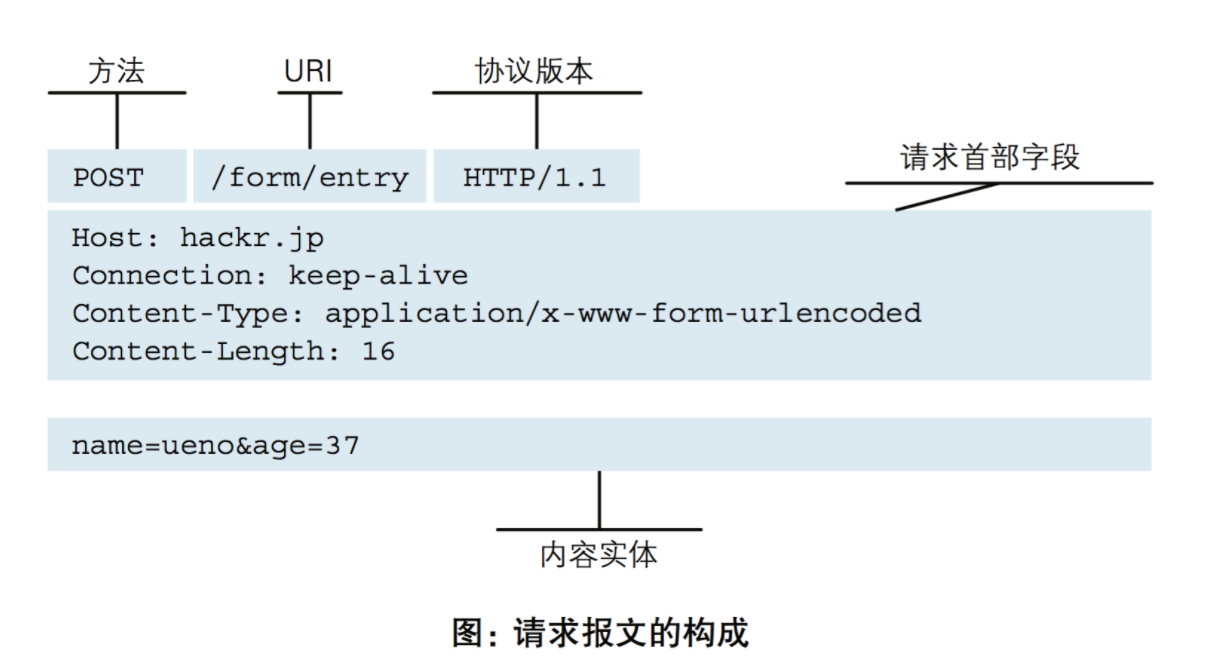 方法 URI 协议版本
请求首部字段
POST /form/entry HTTP/1.1
Host: hackr.jp
Connection: keep-alive
Content-Type: application/x-www-form-urlencoded
Content-Length: 16
name=ueno&age=37
内容实体
图：请求报文的构成